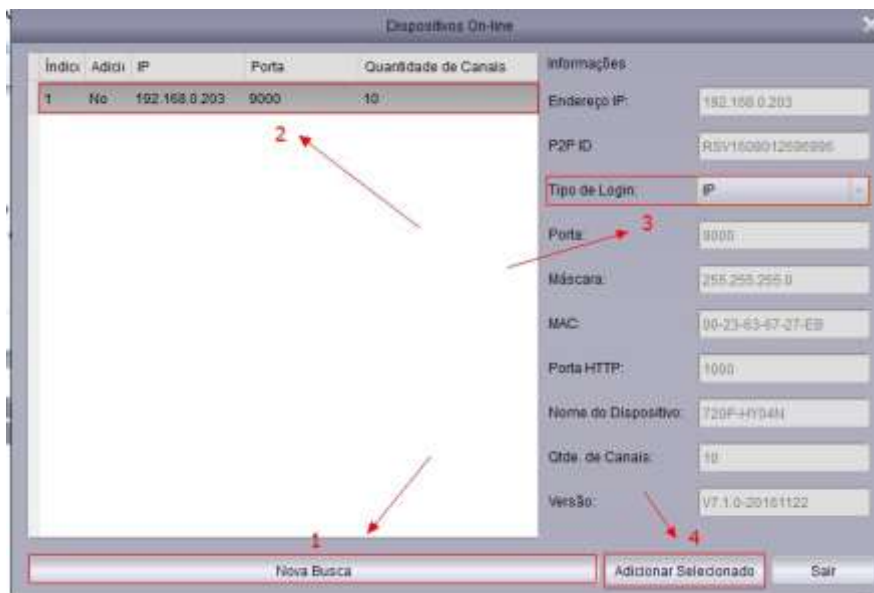 Dispositivos On-line
Índic Adici IP Porta Quantidade de Canais
1 No 192.168.0.203 9000 10
2
Informações
Endereço IP: 192.168.0.203
P2P ID
Tipo de Login: IP
3
Porta: 9000
Máscara: 255.255.255.0
MAC: 00-23-63-67-27-EB
Porta HTTP: 1000
Nome do Dispositivo: 720P-HY04N
Qtde. de Canais: 10
Versão: V7.1.0-20161122
1
4
Nova Busca
Adicionar Selecionado
Sair